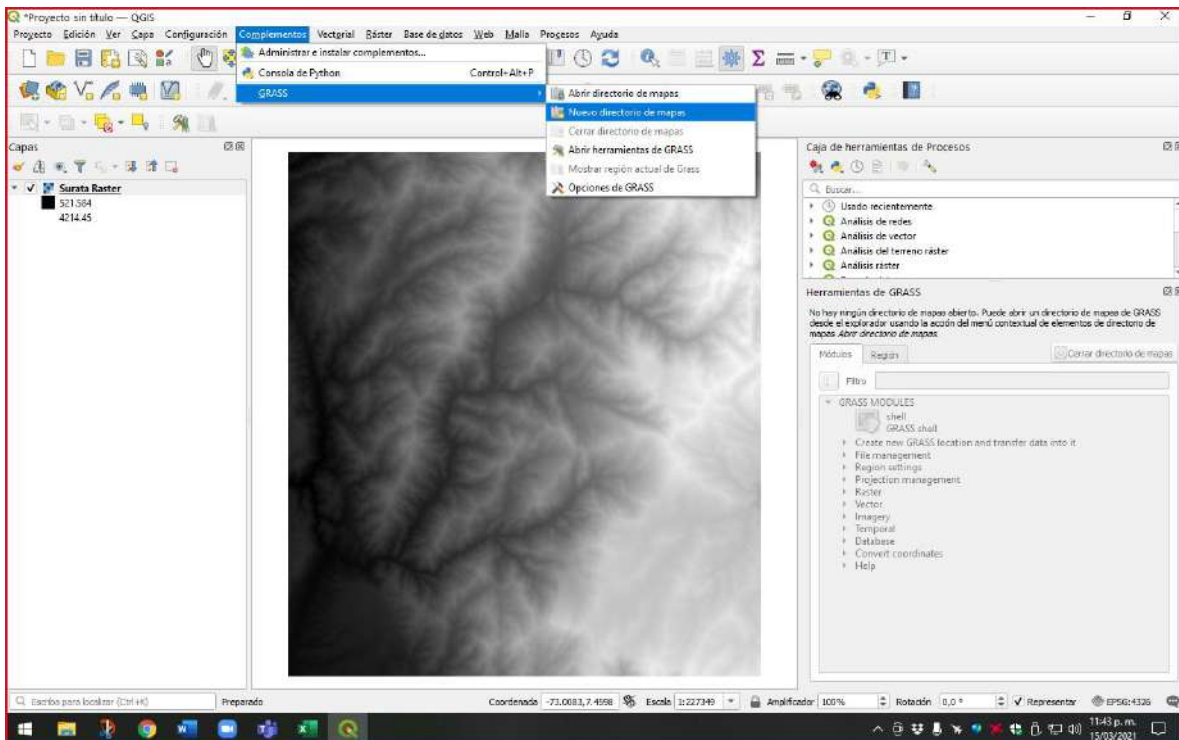 *Proyecto sin título — QGIS
Proyecto Edición Ver Capa Configuración Complementos Vectorial Ráster Base de datos Web Malla Procesos Ayuda
Administrar e instalar complementos...
Consola de Python Control+Alt+P
GRASS
Abrir directorio de mapas
Nuevo directorio de mapas
Cerrar directorio de mapas
Abrir herramientas de GRASS
Mostrar región actual de Grass
Opciones de GRASS
Capas
Surata Raster
521.584
4214.45
Caja de herramientas de Procesos
Buscar...
Usado recientemente
Análisis de redes
Análisis de vector
Análisis del terreno ráster
Análisis ráster
Herramientas de GRASS
No hay ningún directorio de mapas abierto. Puede abrir un directorio de mapas de GRASS
desde el explorador usando la acción del menú contextual de elementos de directorio de
mapas Abrir directorio de mapas.
Módulos Región Cerrar directorio de mapas
Filtro
GRASS MODULES
shell
GRASS shell
Create new GRASS location and transfer data into it
File management
Region settings
Projection management
Raster
Vector
Imagery
Temporal
Database
Convert coordinates
Help
Escriba para localizar (Ctrl+K) Preparado Coordenada -73.0083,7.4598 Escala 1:227349 Amplificador 100% Rotación 0,0 ° Representar EPSG:4326
11:43 p. m.
15/03/2021